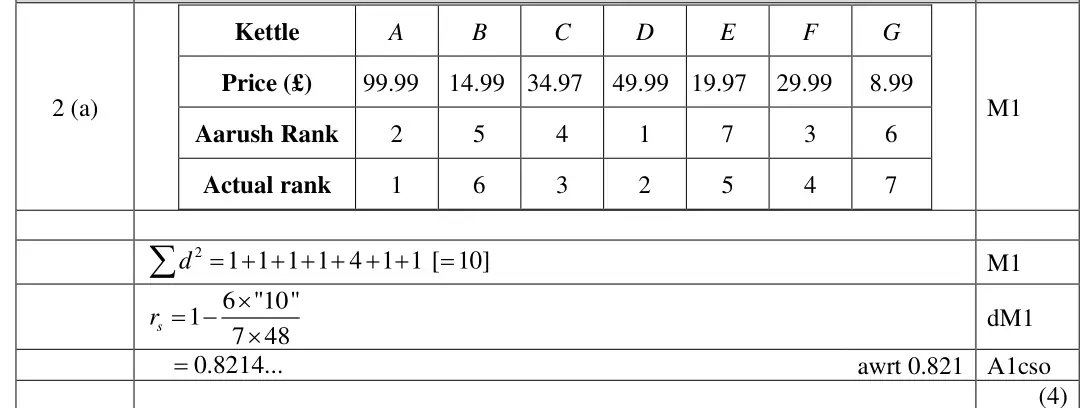 Kettle A B C D E F G
Price (£) 99.99 14.99 34.97 49.99 19.97 29.99 8.99
2 (a) M1
Aarush Rank 2 5 4 1 7 3 6
Actual rank 1 6 3 2 5 4 7
∑d² = 1+1+1+1+4+1+1 [=10] M1
rₛ = 1 − (6×"10")/(7×48) dM1
= 0.8214... awrt 0.821 A1cso
(4)